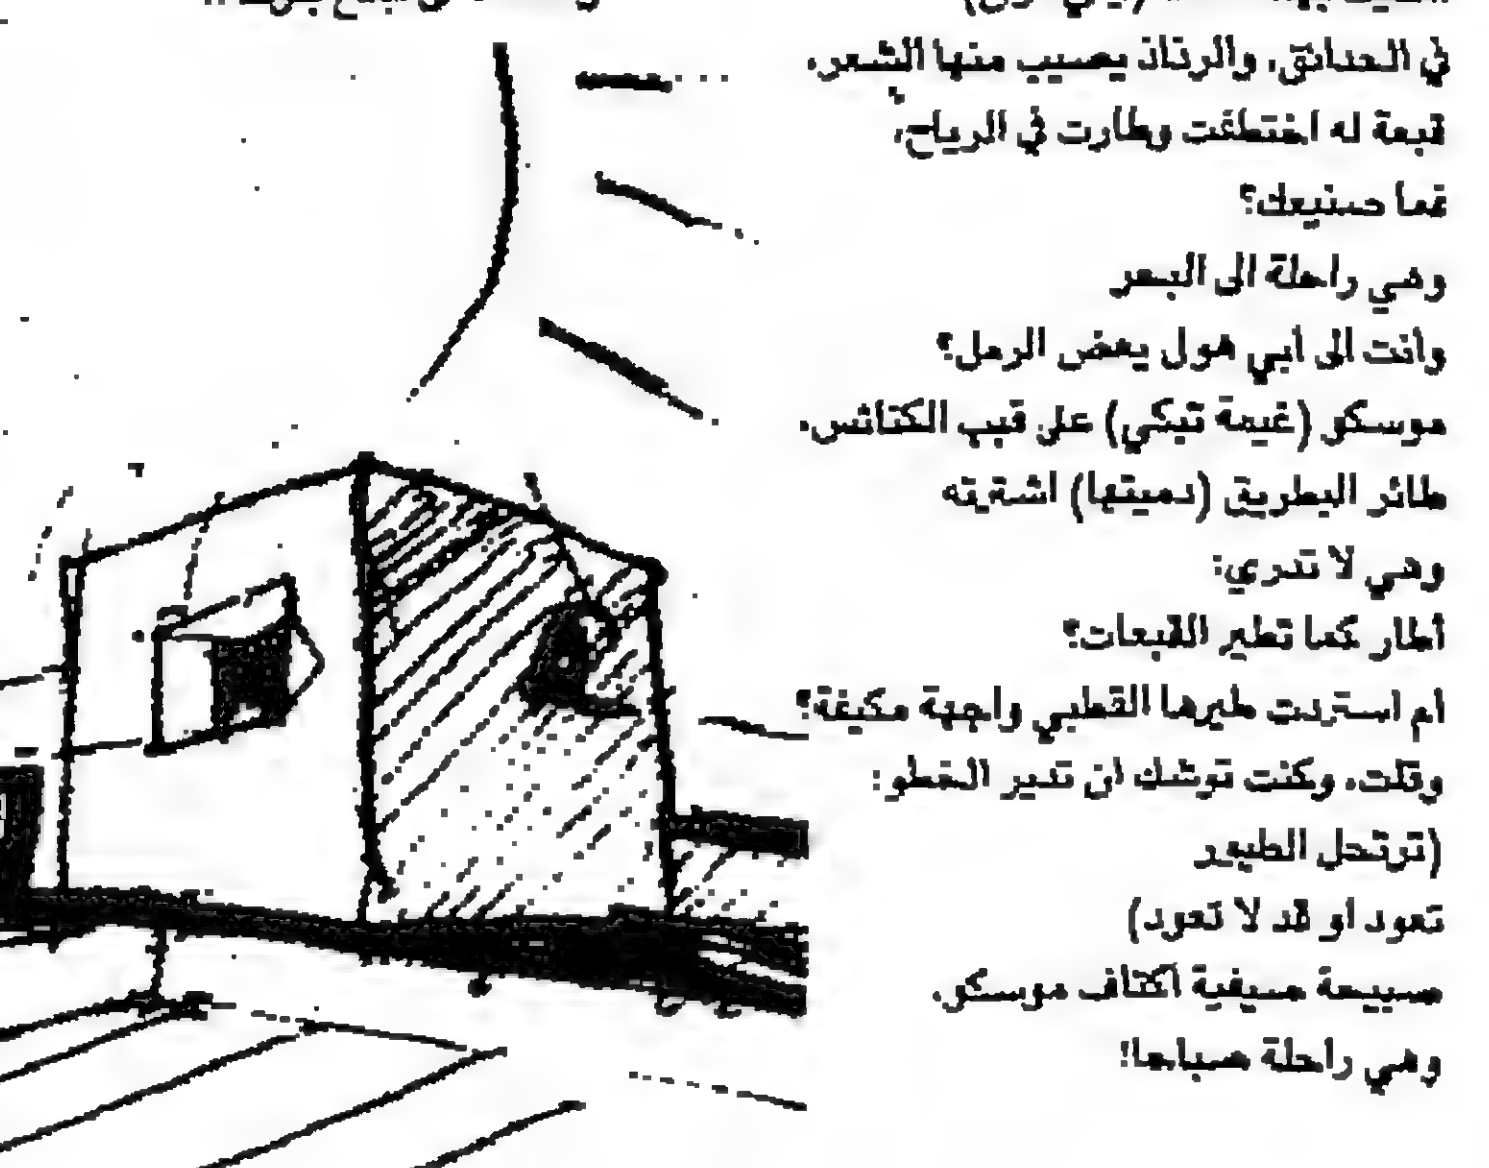 في الحدائق، والرذاذ يصيب منها الشعر،
قبعة له اختطفت وطارت في الرياح،
فما صنيعك؟
وهي راحلة الى البحر
وانت الى أبي هول يعض الرمل؟
موسكو (غيمة تبكي) على قبب الكنائس،
طائر البطريق (دميتها) اشتريته
وهي لا تدري:
أطار كما تطير القبعات؟
ام استردت طيرها القطبي واجهة مكيفة؟
وقلت، وكنت توشك ان تدير الخطو:
(ترتحل الطيور
تعود او قد لا تعود)
صبيحة صيفية اكتاف موسكو،
وهي راحلة صباحا!